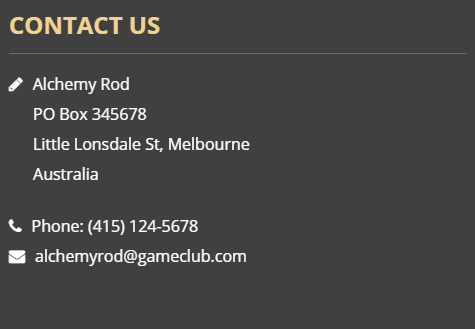 CONTACT US
Alchemy Rod
PO Box 345678
Little Lonsdale St, Melbourne
Australia
Phone: (415) 124-5678
alchemyrod@gameclub.com